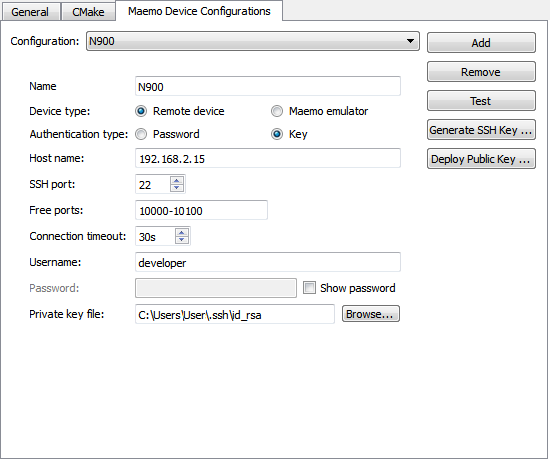 General CMake Maemo Device Configurations
Configuration: N900 Add
Remove
Name N900 Test
Device type: Remote device Maemo emulator
Authentication type: Password Key Generate SSH Key ...
Host name: 192.168.2.15 Deploy Public Key ...
SSH port: 22
Free ports: 10000-10100
Connection timeout: 30s
Username: developer
Password: Show password
Private key file: C:\Users\User\.ssh\id_rsa Browse...